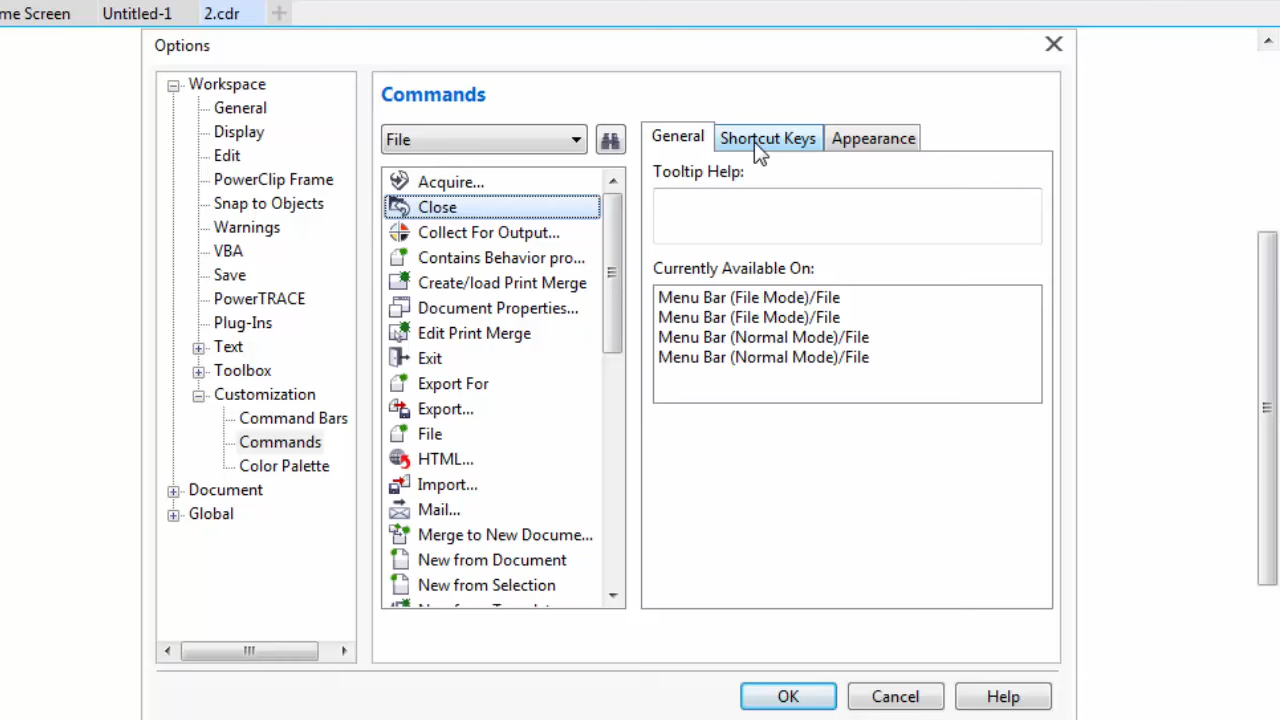 me Screen
Untitled-1
2.cdr
Options
Workspace
General
Display
Edit
PowerClip Frame
Snap to Objects
Warnings
VBA
Save
PowerTRACE
Plug-Ins
Text
Toolbox
Customization
Command Bars
Commands
Color Palette
Document
Global
Commands
File
Acquire...
Close
Collect For Output...
Contains Behavior pro...
Create/load Print Merge
Document Properties...
Edit Print Merge
Exit
Export For
Export...
File
HTML...
Import...
Mail...
Merge to New Docume...
New from Document
New from Selection
General
Shortcut Keys
Appearance
Tooltip Help:
Currently Available On:
Menu Bar (File Mode)/File
Menu Bar (File Mode)/File
Menu Bar (Normal Mode)/File
Menu Bar (Normal Mode)/File
OK
Cancel
Help